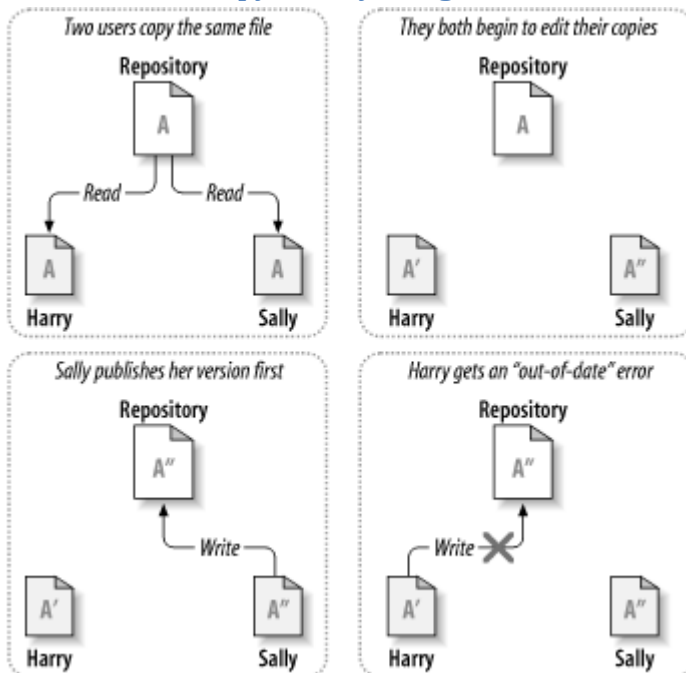 Two users copy the same file
Repository
A
Read
Read
A
A
Harry
Sally
They both begin to edit their copies
Repository
A
A'
A"
Harry
Sally
Sally publishes her version first
Repository
A"
Write
A'
A"
Harry
Sally
Harry gets an “out-of-date” error
Repository
A"
Write
A'
A"
Harry
Sally